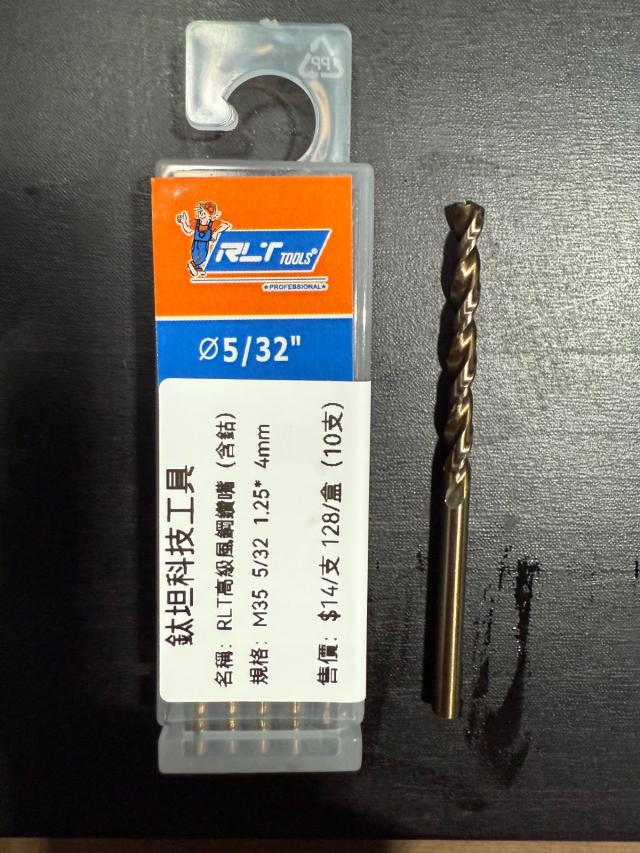 PP
RLT TOOLS®
★PROFESSIONAL★
Ø5/32"
鈦坦科技工具
名稱: RLT高級風鋼鑽嘴 (含鈷)
規格: M35 5/32 1.25* 4mm
售價: $14/支 128/盒 (10支)